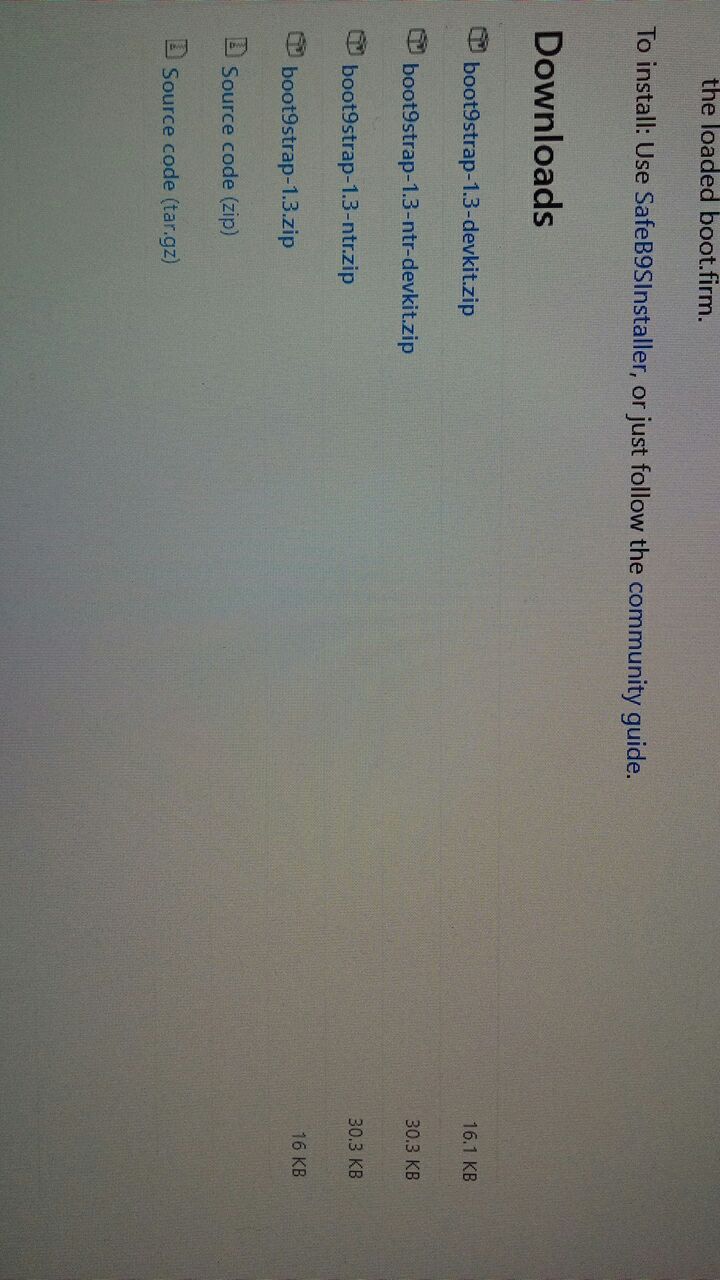 the loaded boot.firm.
To install: Use SafeB9SInstaller, or just follow the community guide.
Downloads
boot9strap-1.3-devkit.zip 16.1 KB
boot9strap-1.3-ntr-devkit.zip 30.3 KB
boot9strap-1.3-ntr.zip 30.3 KB
boot9strap-1.3.zip 16 KB
Source code (zip)
Source code (tar.gz)